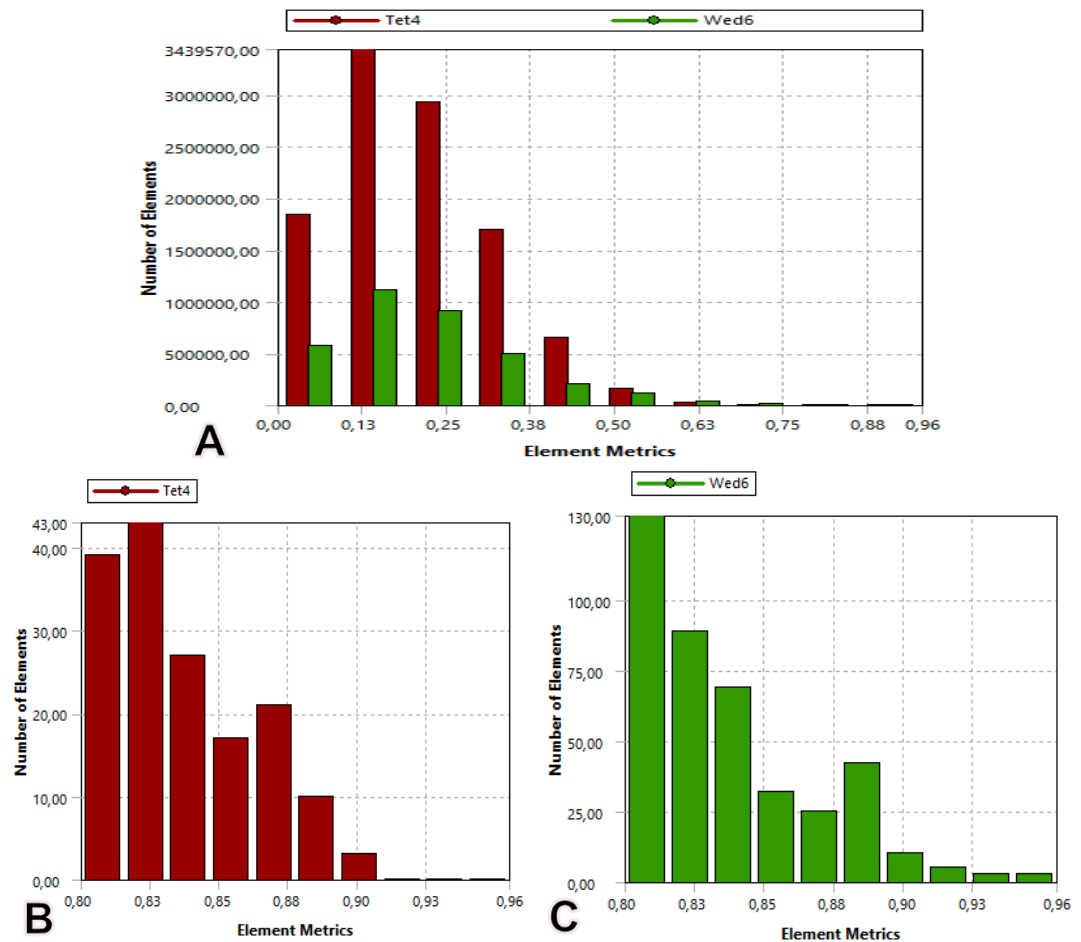 Tet4 Wed6
3439570,00
3000000,00
2500000,00
2000000,00
1500000,00
1000000,00
500000,00
0,00
Number of Elements
0,00 0,13 0,25 0,38 0,50 0,63 0,75 0,88 0,96
Element Metrics
A
Tet4
43,00
40,00
30,00
20,00
10,00
0,00
Number of Elements
0,80 0,83 0,85 0,88 0,90 0,93 0,96
Element Metrics
B
Wed6
130,00
100,00
75,00
50,00
25,00
0,00
Number of Elements
0,80 0,83 0,85 0,88 0,90 0,93 0,96
Element Metrics
C